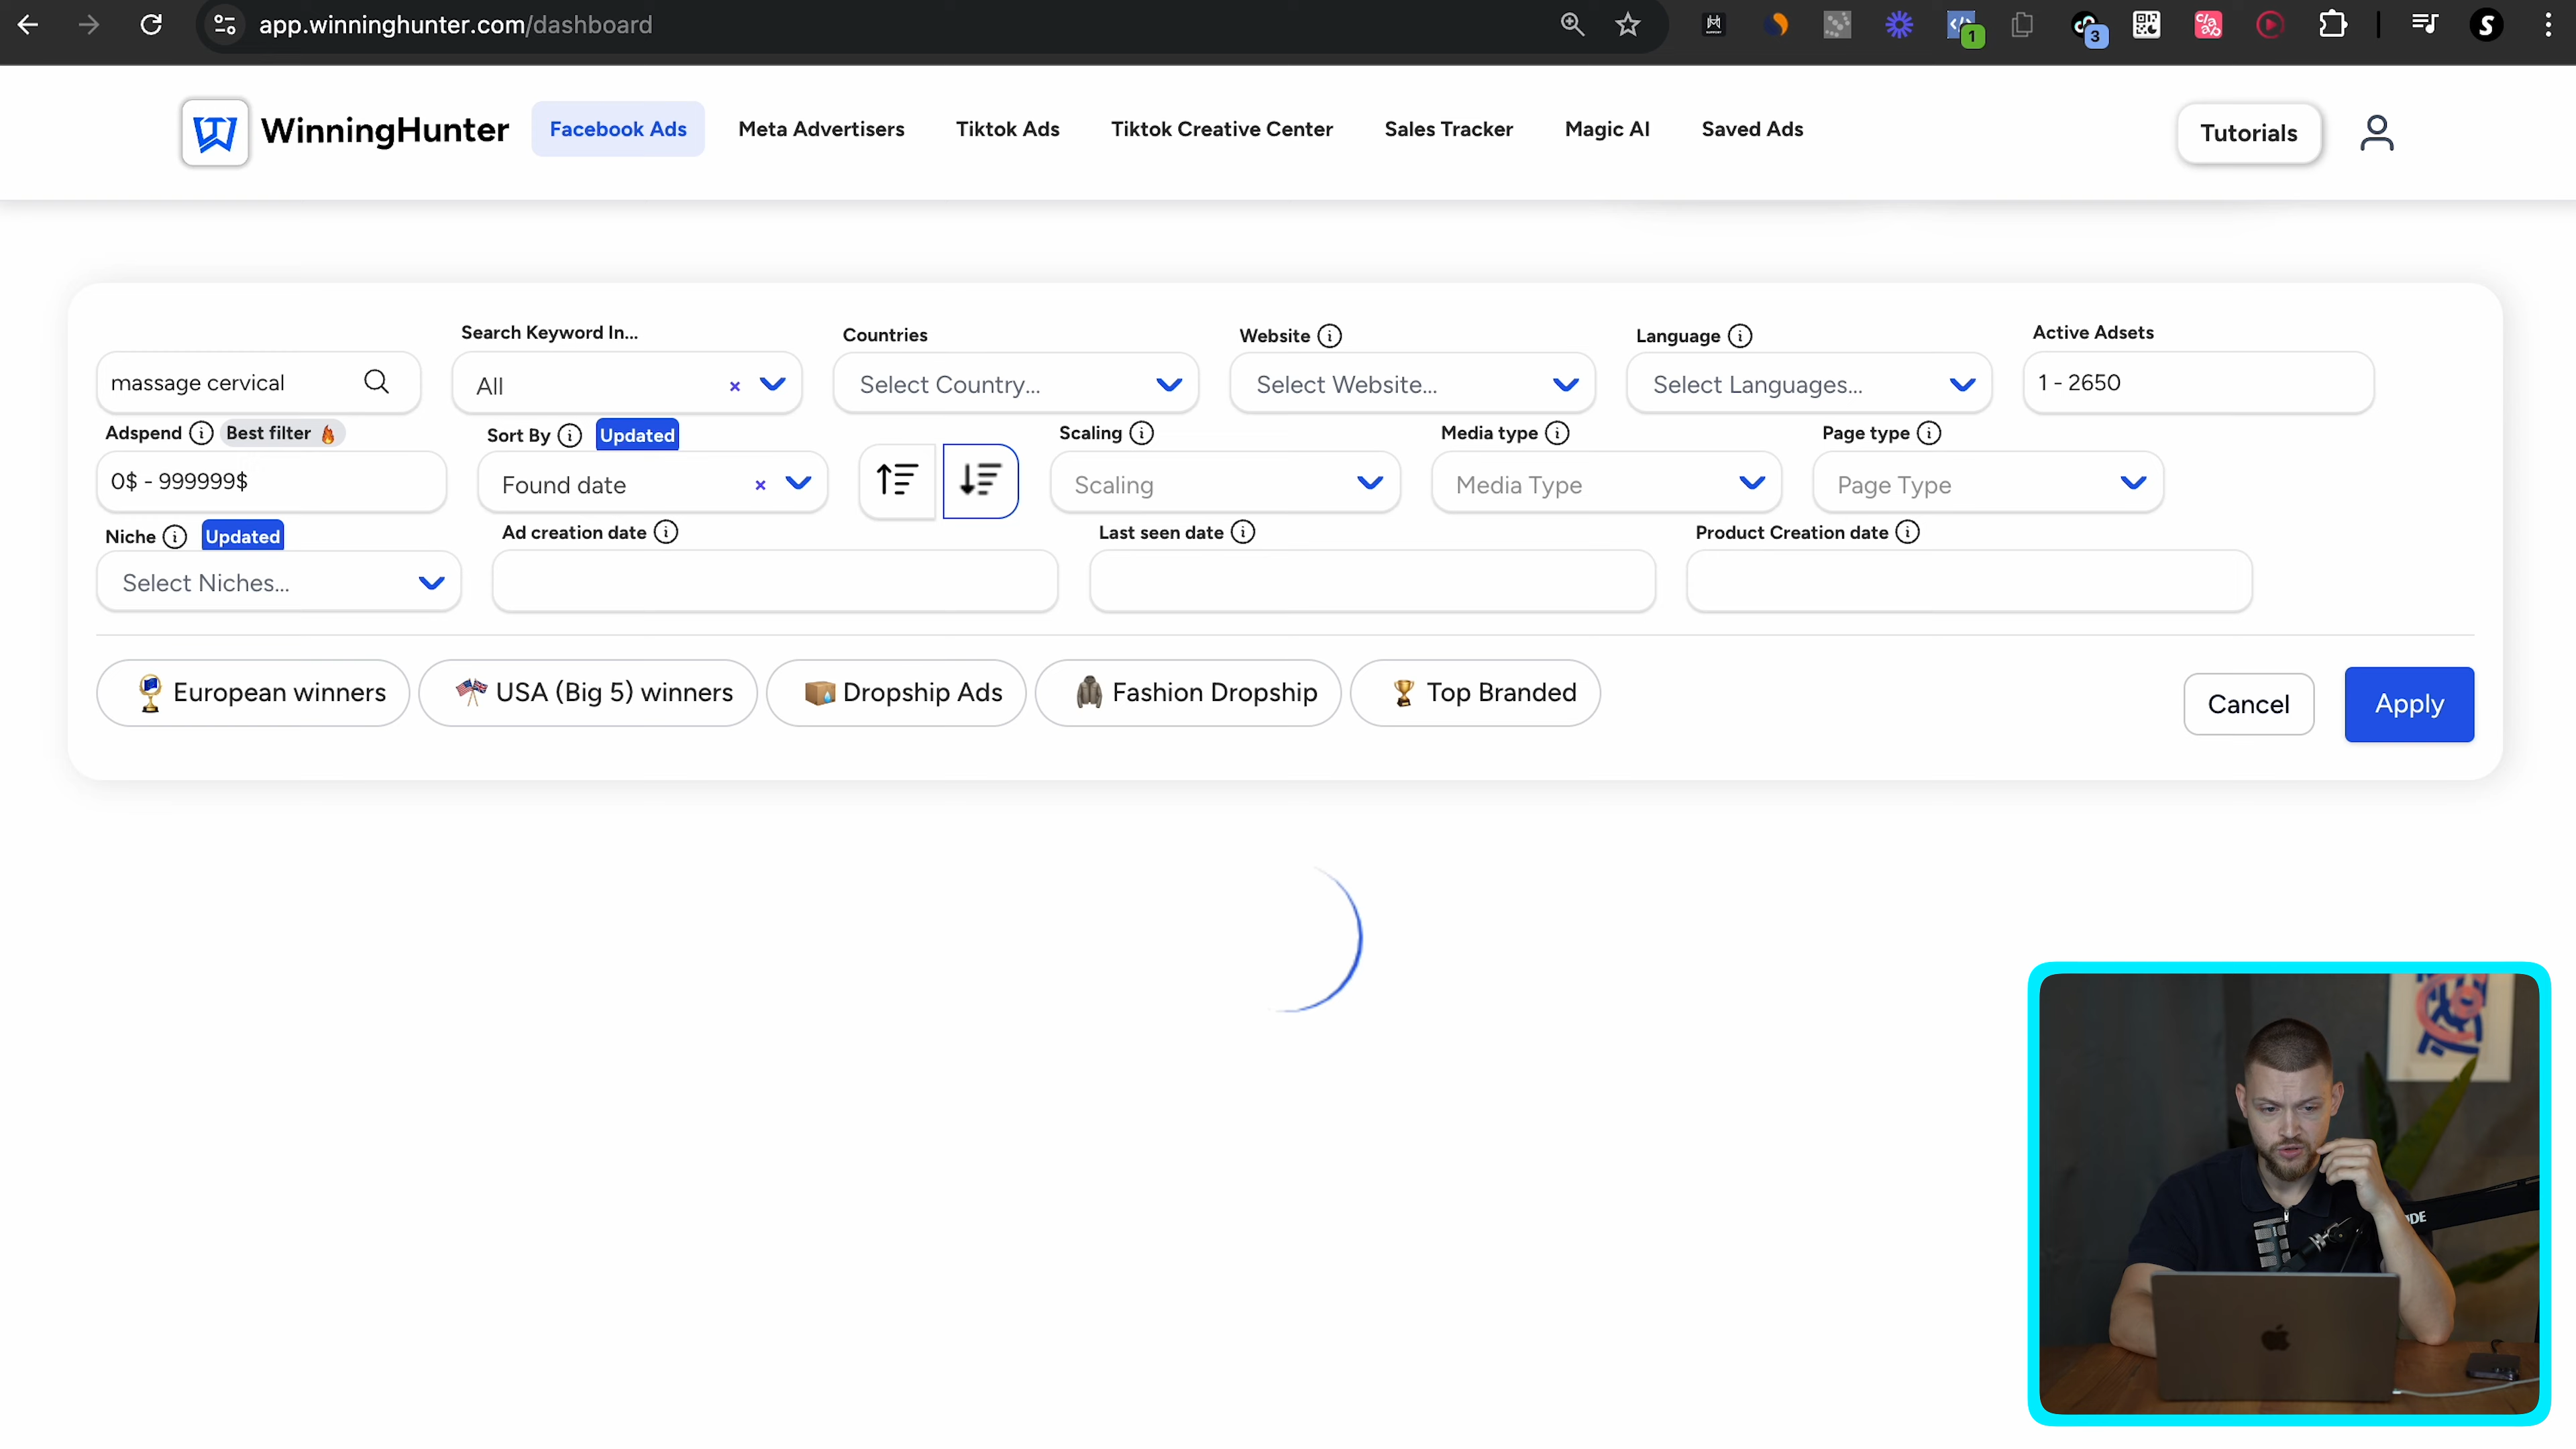 app.winninghunter.com/dashboard
1
3
WinningHunter
Facebook Ads
Meta Advertisers
Tiktok Ads
Tiktok Creative Center
Sales Tracker
Magic AI
Saved Ads
Tutorials
Search Keyword In...
Countries
Website
Language
Active Adsets
massage cervical
All
Select Country...
Select Website...
Select Languages...
1 - 2650
Adspend
Best filter
Sort By
Updated
Scaling
Media type
Page type
0$ - 999999$
Found date
Scaling
Media Type
Page Type
Niche
Updated
Ad creation date
Last seen date
Product Creation date
Select Niches...
European winners
USA (Big 5) winners
Dropship Ads
Fashion Dropship
Top Branded
Cancel
Apply